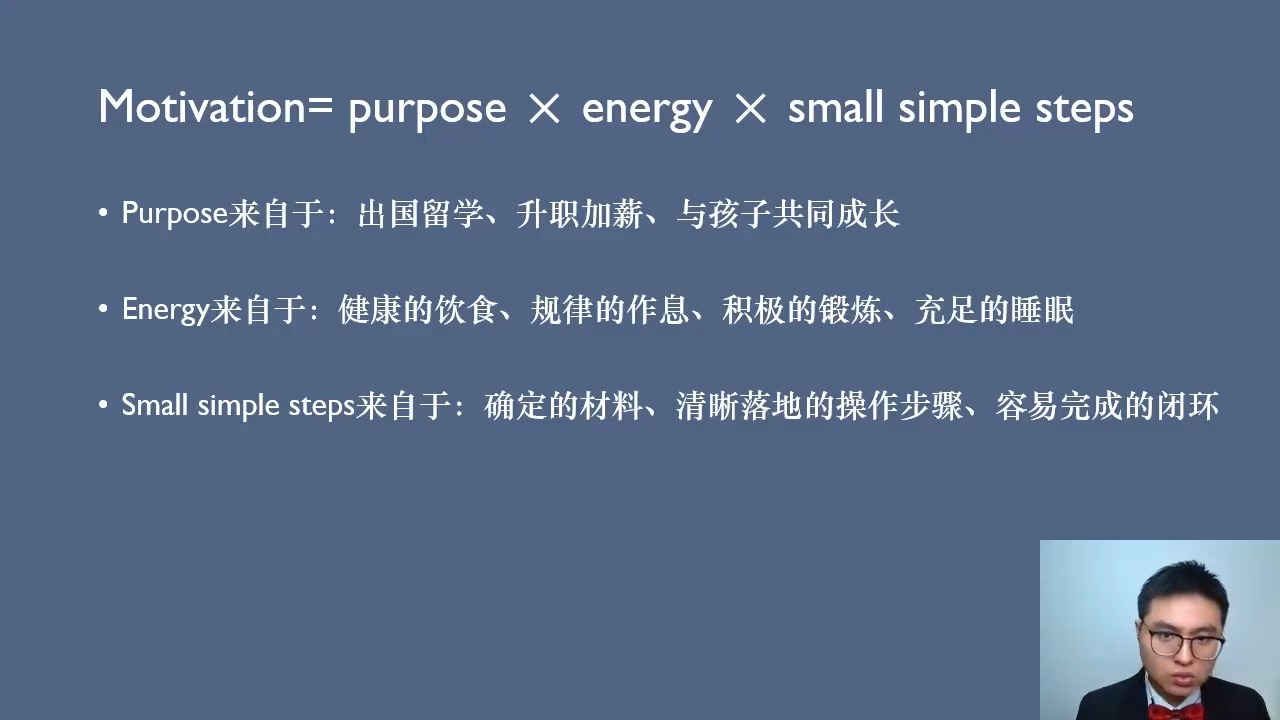 Motivation= purpose × energy × small simple steps
• Purpose来自于：出国留学、升职加薪、与孩子共同成长
• Energy来自于：健康的饮食、规律的作息、积极的锻炼、充足的睡眠
• Small simple steps来自于：确定的材料、清晰落地的操作步骤、容易完成的闭环